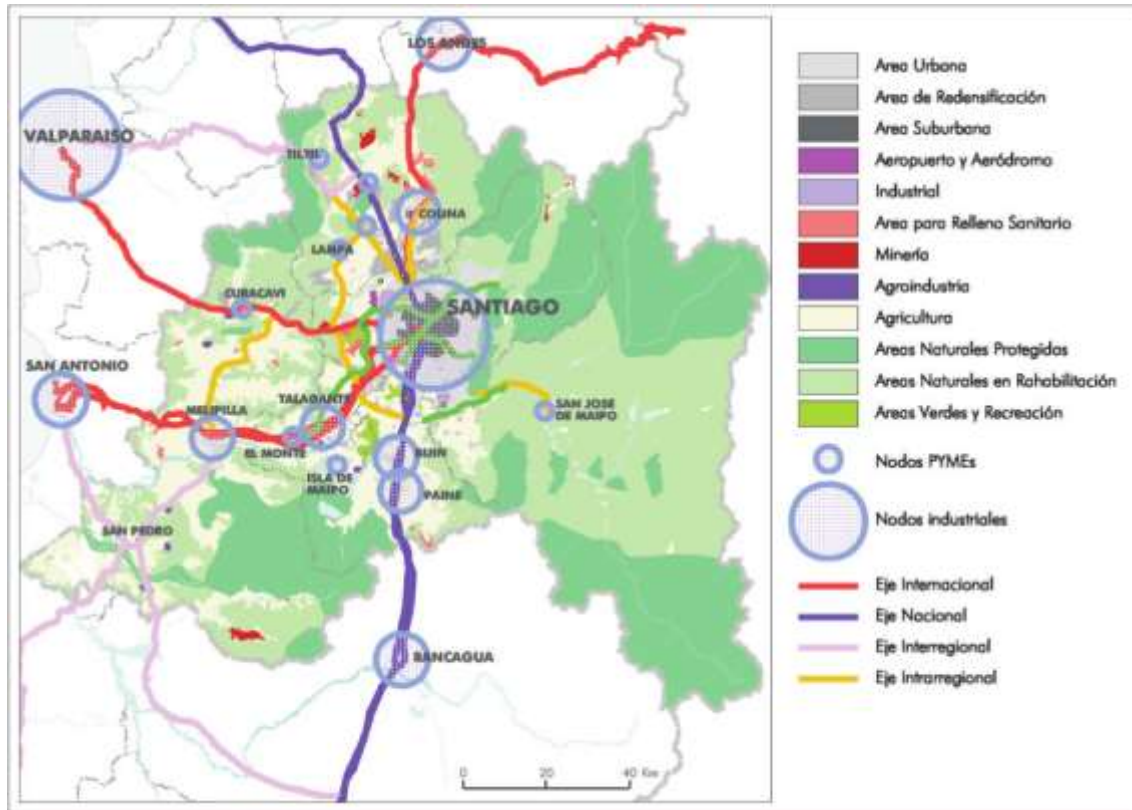 LOS ANDES
VALPARAISO
TILTIL
COLINA
LAMPA
CURACAVI
SANTIAGO
SAN ANTONIO
MELIPILLA
TALAGANTE
SAN JOSE
DE MAIPO
EL MONTE
BUIN
ISLA DE
MAIPO
PAINE
SAN PEDRO
RANCAGUA
0 20 40 Km
Area Urbana
Area de Redensificación
Area Suburbana
Aeropuerto y Aeródromo
Industrial
Area para Relleno Sanitario
Minería
Agroindustria
Agricultura
Areas Naturales Protegidas
Areas Naturales en Rahabilitación
Areas Verdes y Recreación
Nodos PYMEs
Nodos industriales
Eje Internacional
Eje Nacional
Eje Interregional
Eje Intrarregional